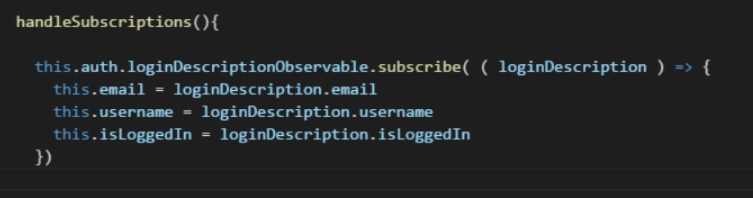 handleSubscriptions(){
this.auth.loginDescriptionObservable.subscribe( ( loginDescription ) => {
this.email = loginDescription.email
this.username = loginDescription.username
this.isLoggedIn = loginDescription.isLoggedIn
})